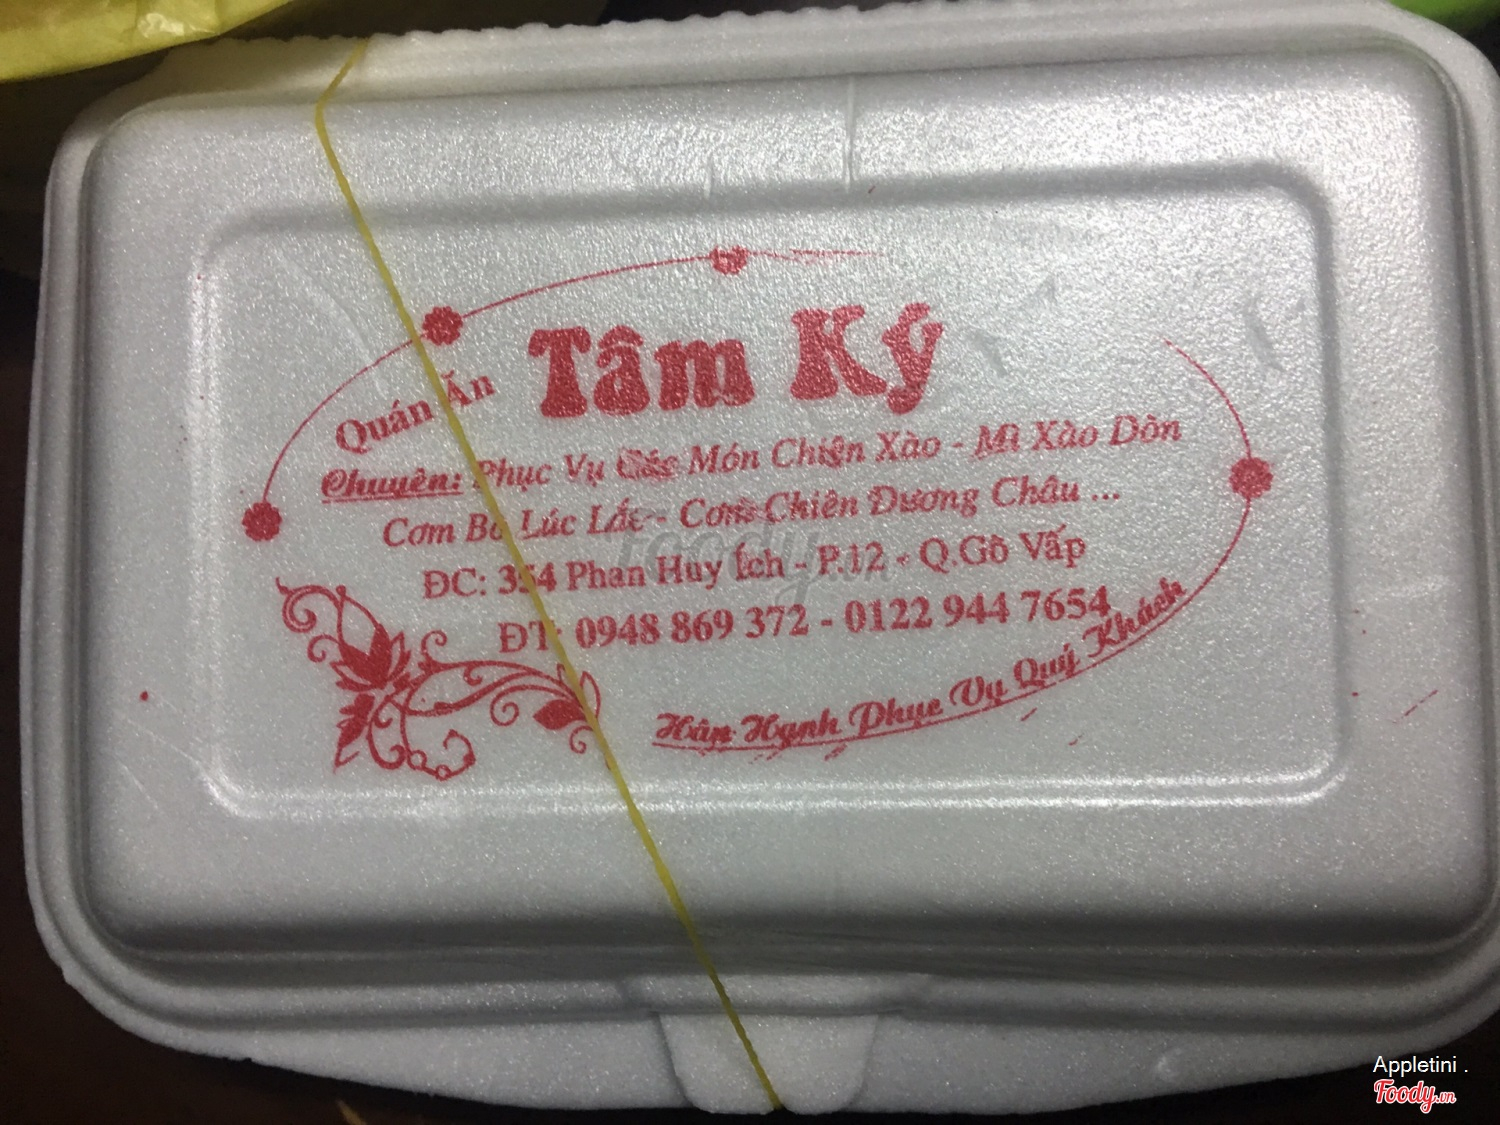 Quán Ăn
Tâm Ký
Chuyên: Phục Vụ Các Món Chiên Xào - Mì Xào Dòn
Cơm Bò Lúc Lắc - Cơm Chiên Dương Châu ...
ĐC: 354 Phan Huy Ích - P.12 - Q.Gò Vấp
ĐT: 0948 869 372 - 0122 944 7654
Hân Hạnh Phục Vụ Quý Khách
Foody.vn
Appletini .
Foody.vn